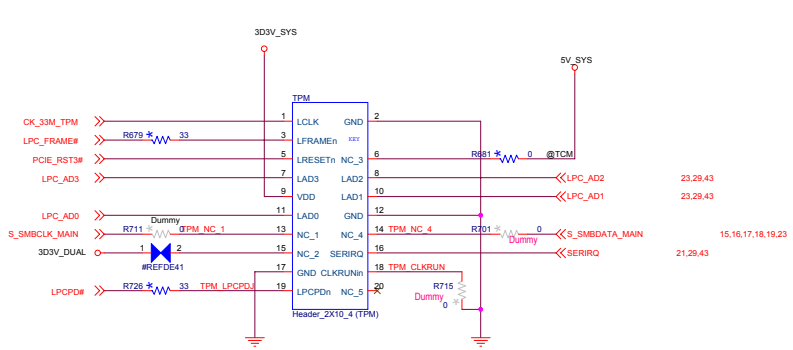 3D3V_SYS
5V_SYS
TPM
CK_33M_TPM 1 LCLK GND 2
LPC_FRAME# R679 * 33 3 LFRAMEn KEY
PCIE_RST3# 5 LRESETn NC_3 6 R681 * 0 @TCM
LPC_AD3 7 LAD3 LAD2 8 LPC_AD2 23,29,43
9 VDD LAD1 10 LPC_AD1 23,29,43
LPC_AD0 11 LAD0 GND 12
Dummy
S_SMBCLK_MAIN R711 * 0 TPM_NC_1 13 NC_1 NC_4 14 TPM_NC_4 R701 * 0 S_SMBDATA_MAIN 15,16,17,18,19,23
Dummy
3D3V_DUAL 1 2 15 NC_2 SERIRQ 16 SERIRQ 21,29,43
#REFDE41
17 GND CLKRUNin 18 TPM_CLKRUN
LPCPD# R726 * 33 TPM_LPCPDJ 19 LPCPDn NC_5 20 R715
Dummy
0 *
Header_2X10_4 (TPM)